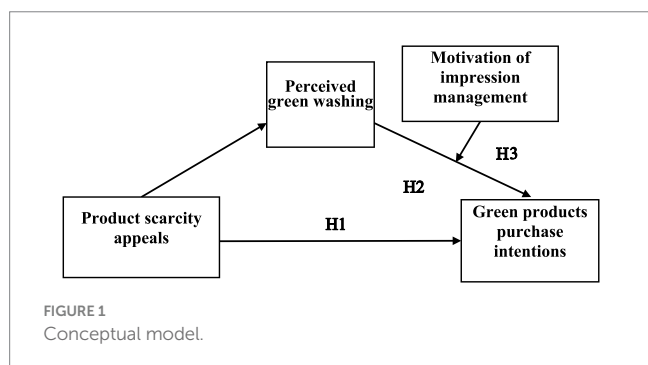 Motivation of
impression
management
Perceived
green washing
H3
H2
Product scarcity
appeals
H1
Green products
purchase
intentions
FIGURE 1
Conceptual model.